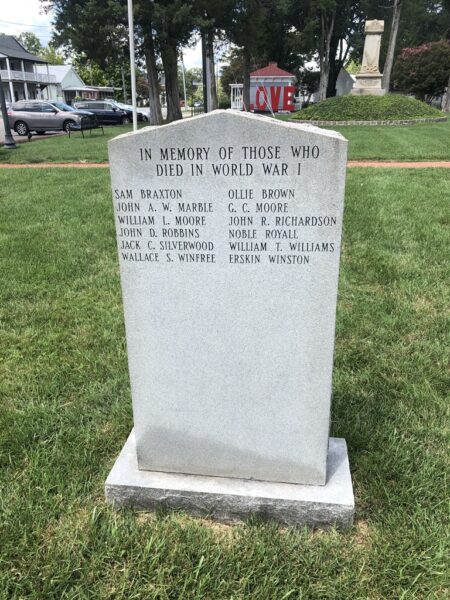 IN MEMORY OF THOSE WHO
DIED IN WORLD WAR I
SAM BRAXTON
JOHN A. W. MARBLE
WILLIAM L. MOORE
JOHN D. ROBBINS
JACK C. SILVERWOOD
WALLACE S. WINFREE
OLLIE BROWN
G. C. MOORE
JOHN R. RICHARDSON
NOBLE ROYALL
WILLIAM T. WILLIAMS
ERSKIN WINSTON
OVE